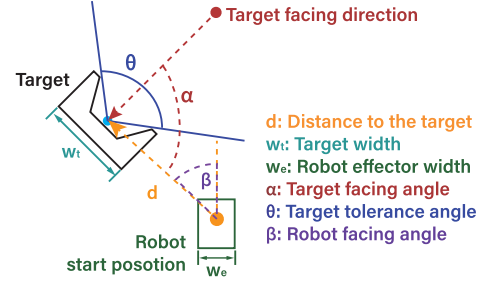 Target facing direction
θ
Target
α
wt
d
β
Robot
start posotion
we
d: Distance to the target
wt: Target width
we: Robot effector width
α: Target facing angle
θ: Target tolerance angle
β: Robot facing angle